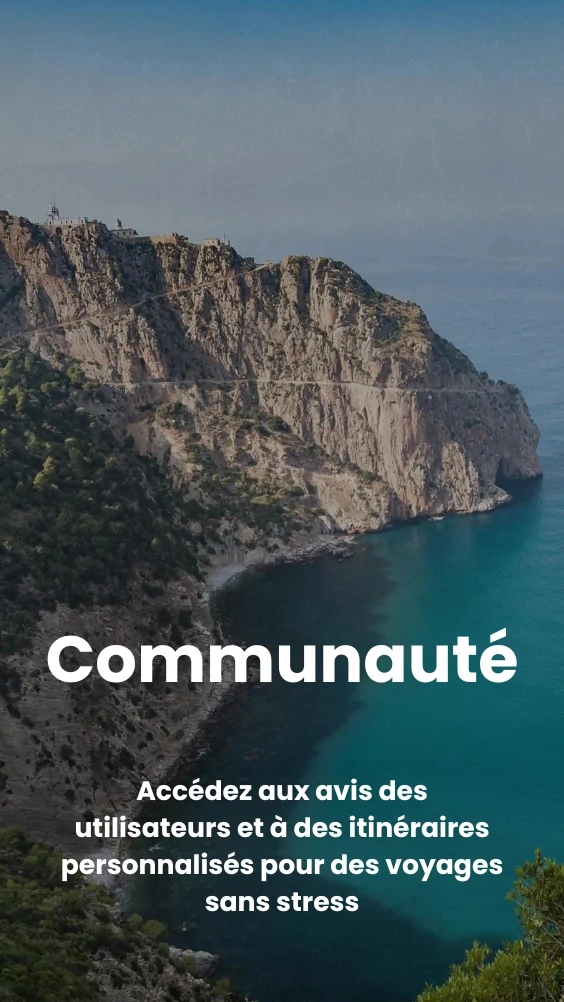 Communauté
Accédez aux avis des
utilisateurs et à des itinéraires
personnalisés pour des voyages
sans stress